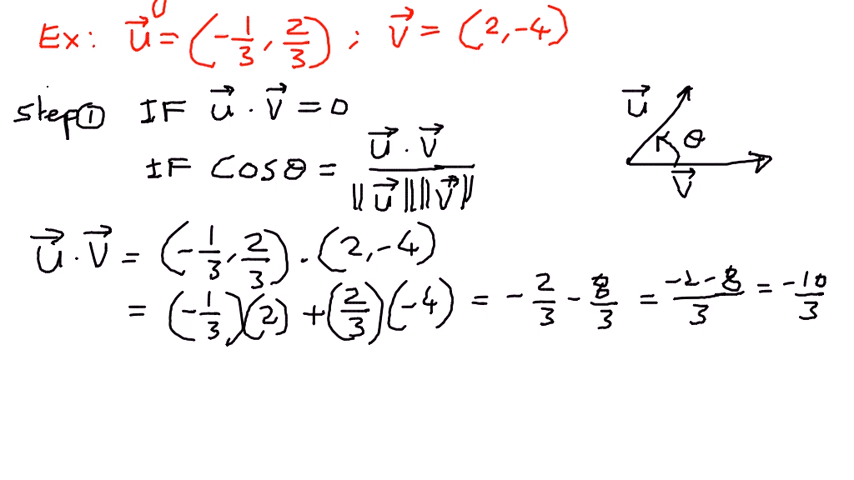 Ex: u⃗ = (-1/3, 2/3) ; v⃗ = (2,-4)
Step① IF u⃗ · v⃗ = 0
IF COSθ = u⃗ · v⃗ / ‖u⃗‖‖v⃗‖
u⃗ θ v⃗
u⃗ · v⃗ = (-1/3, 2/3) · (2,-4)
= (-1/3)(2) + (2/3)(-4) = -2/3 - 8/3 = -2-8/3 = -10/3